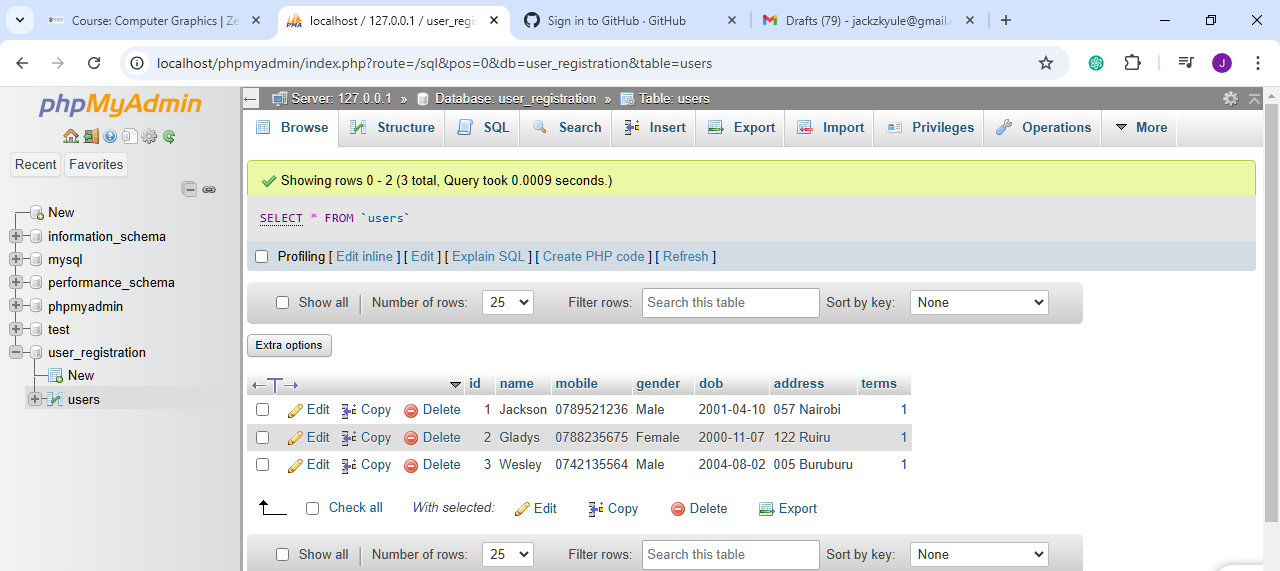 Course: Computer Graphics | Ze
localhost / 127.0.0.1 / user_regis
Sign in to GitHub · GitHub
Drafts (79) - jackzkyule@gmail.c
localhost/phpmyadmin/index.php?route=/sql&pos=0&db=user_registration&table=users
J
phpMyAdmin
Recent Favorites
New
information_schema
mysql
performance_schema
phpmyadmin
test
user_registration
New
users
Server: 127.0.0.1 » Database: user_registration » Table: users
Browse Structure SQL Search Insert Export Import Privileges Operations More
Showing rows 0 - 2 (3 total, Query took 0.0009 seconds.)
SELECT * FROM `users`
Profiling [ Edit inline ] [ Edit ] [ Explain SQL ] [ Create PHP code ] [ Refresh ]
Show all Number of rows: 25 Filter rows: Search this table Sort by key: None
Extra options
id name mobile gender dob address terms
Edit Copy Delete 1 Jackson 0789521236 Male 2001-04-10 057 Nairobi 1
Edit Copy Delete 2 Gladys 0788235675 Female 2000-11-07 122 Ruiru 1
Edit Copy Delete 3 Wesley 0742135564 Male 2004-08-02 005 Buruburu 1
Check all With selected: Edit Copy Delete Export
Show all Number of rows: 25 Filter rows: Search this table Sort by key: None